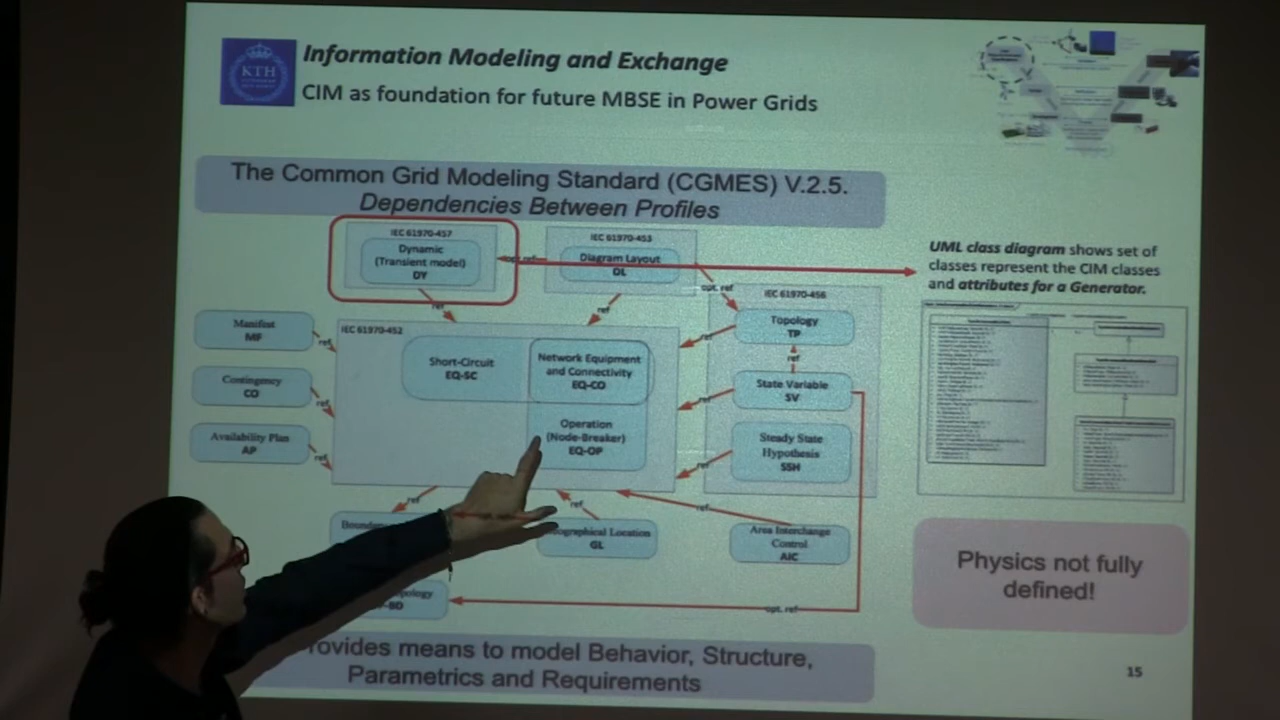 KTH
Information Modeling and Exchange
CIM as foundation for future MBSE in Power Grids
The Common Grid Modeling Standard (CGMES) V.2.5.
Dependencies Between Profiles
IEC 61970-457
Dynamic
(Transient model)
DY
IEC 61970-453
Diagram Layout
DL
opt. ref
opt. ref
ref
ref
IEC 61970-456
Topology
TP
ref
ref
State Variable
SV
ref
Steady State
Hypothesis
SSH
ref
Manifest
MF
ref
Contingency
CO
ref
Availability Plan
AP
ref
IEC 61970-452
Short-Circuit
EQ-SC
Network Equipment
and Connectivity
EQ-CO
Operation
(Node-Breaker)
EQ-OP
ref
ref
ref
Location
GL
Area Interchange
Control
AIC
opt. ref
UML class diagram shows set of
classes represent the CIM classes
and attributes for a Generator.
Physics not fully
defined!
means to model Behavior, Structure,
Parametrics and Requirements
15